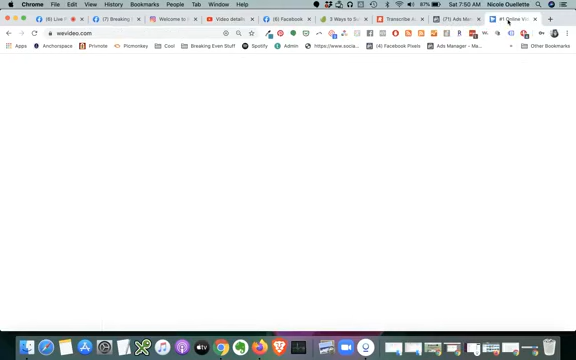 Chrome File Edit View History Bookmarks People Tab Window Help 87% Sat 7:50 AM Nicole Ouellette
(6) Live (7) Breaking Welcome to Video detail (6) Facebook 3 Ways to S Transcribe (71) Ads Man #1 Online Vi
wevideo.com
Apps Anchorspace Promote Picmonkey Cool Breaking Even Stuff Spotify Admin https://www.socia... (4) Facebook Pixels Ads Manager - Ma... Other Bookmarks